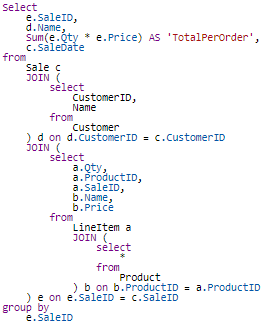 Select
e.SaleID,
d.Name,
Sum(e.Qty * e.Price) AS 'TotalPerOrder',
c.SaleDate
from
Sale c
JOIN (
select
CustomerID,
Name
from
Customer
) d on d.CustomerID = c.CustomerID
JOIN (
select
a.Qty,
a.ProductID,
a.SaleID,
b.Name,
b.Price
from
LineItem a
JOIN (
select
*
from
Product
) b on b.ProductID = a.ProductID
) e on e.SaleID = c.SaleID
group by
e.SaleID